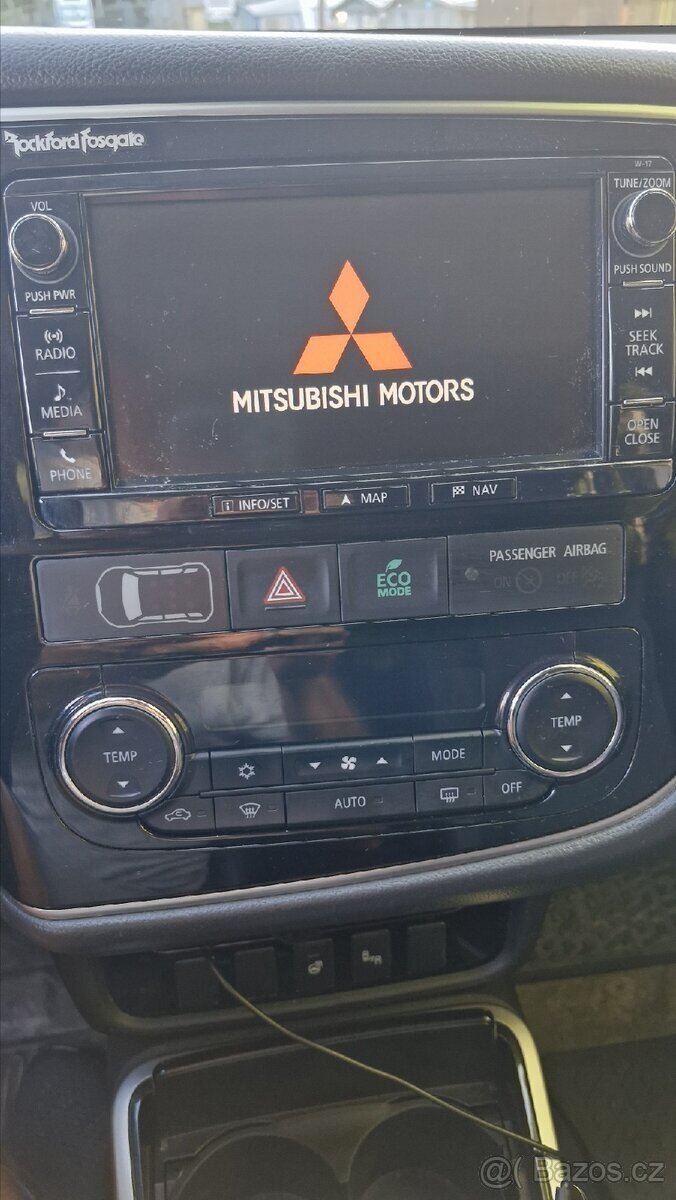 Rockford Fosgate
W-17
VOL
TUNE/ZOOM
PUSH PWR
PUSH SOUND
RADIO
SEEK
TRACK
MEDIA
MITSUBISHI MOTORS
OPEN
CLOSE
PHONE
i INFO/SET
MAP
NAV
ECO
MODE
PASSENGER AIRBAG
ON
OFF
TEMP
TEMP
MODE
AUTO
OFF
@ Bazos.cz